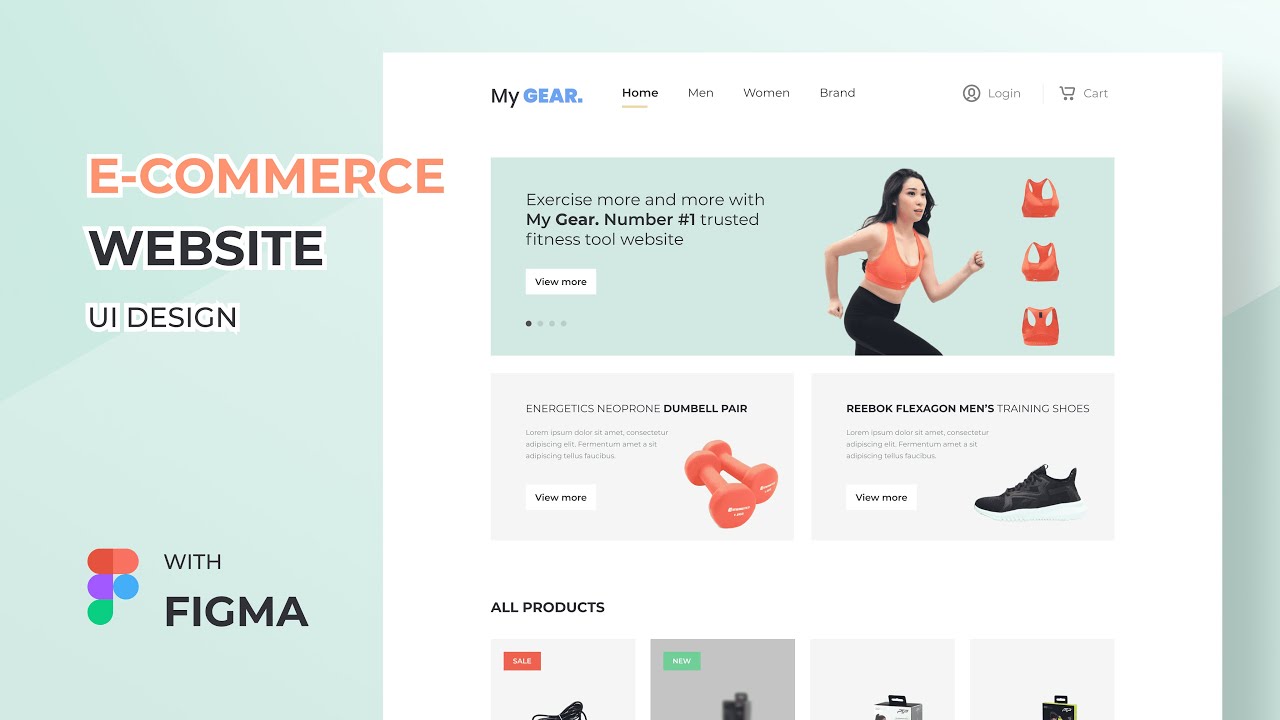 E-COMMERCE
WEBSITE
UI DESIGN
WITH
FIGMA
My GEAR.
Home Men Women Brand
Login Cart
Exercise more and more with
My Gear. Number #1 trusted
fitness tool website
View more
ENERGETICS NEOPRONE DUMBELL PAIR
Lorem ipsum dolor sit amet, consectetur
adipiscing elit. Fermentum amet a sit
adipiscing tellus faucibus.
View more
REEBOK FLEXAGON MEN'S TRAINING SHOES
Lorem ipsum dolor sit amet, consectetur
adipiscing elit. Fermentum amet a sit
adipiscing tellus faucibus.
View more
ALL PRODUCTS
SALE
NEW